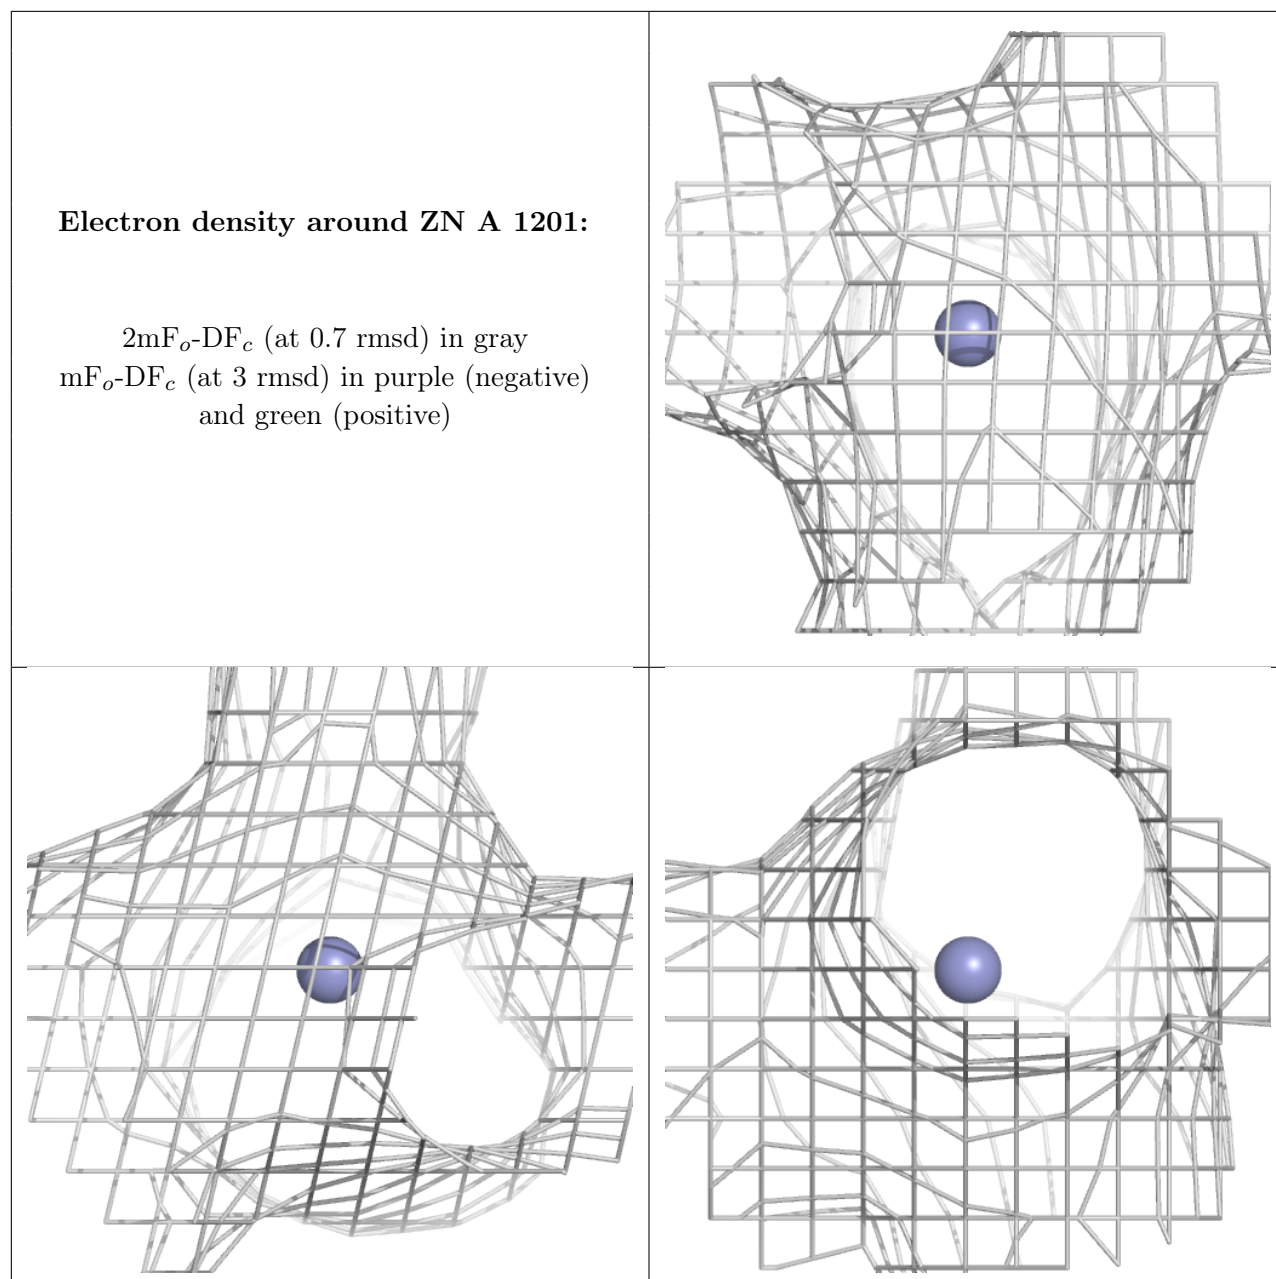 Electron density around ZN A 1201:
2mFo-DFc (at 0.7 rmsd) in gray
mFo-DFc (at 3 rmsd) in purple (negative)
and green (positive)